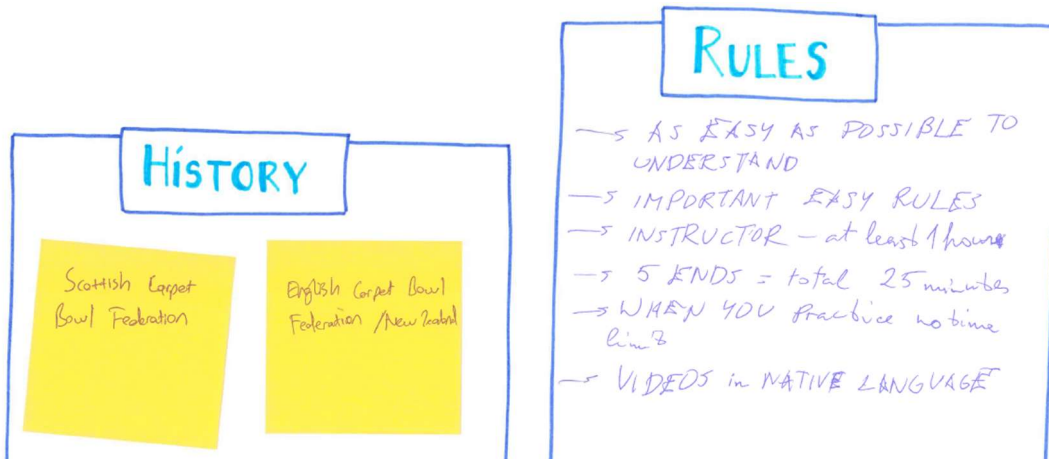 HiSTORY
Scottish Carpet
Bowl Federation
English Carpet Bowl
Federation /New Zealand
RULES
→ AS EASY AS POSSIBLE TO
UNDERSTAND
→ IMPORTANT EASY RULES
→ INSTRUCTOR – at least 1 hour
→ 5 ENDS = total 25 minutes
→ WHEN YOU Practice no time
limit
→ VIDEOS in NATIVE LANGUAGE